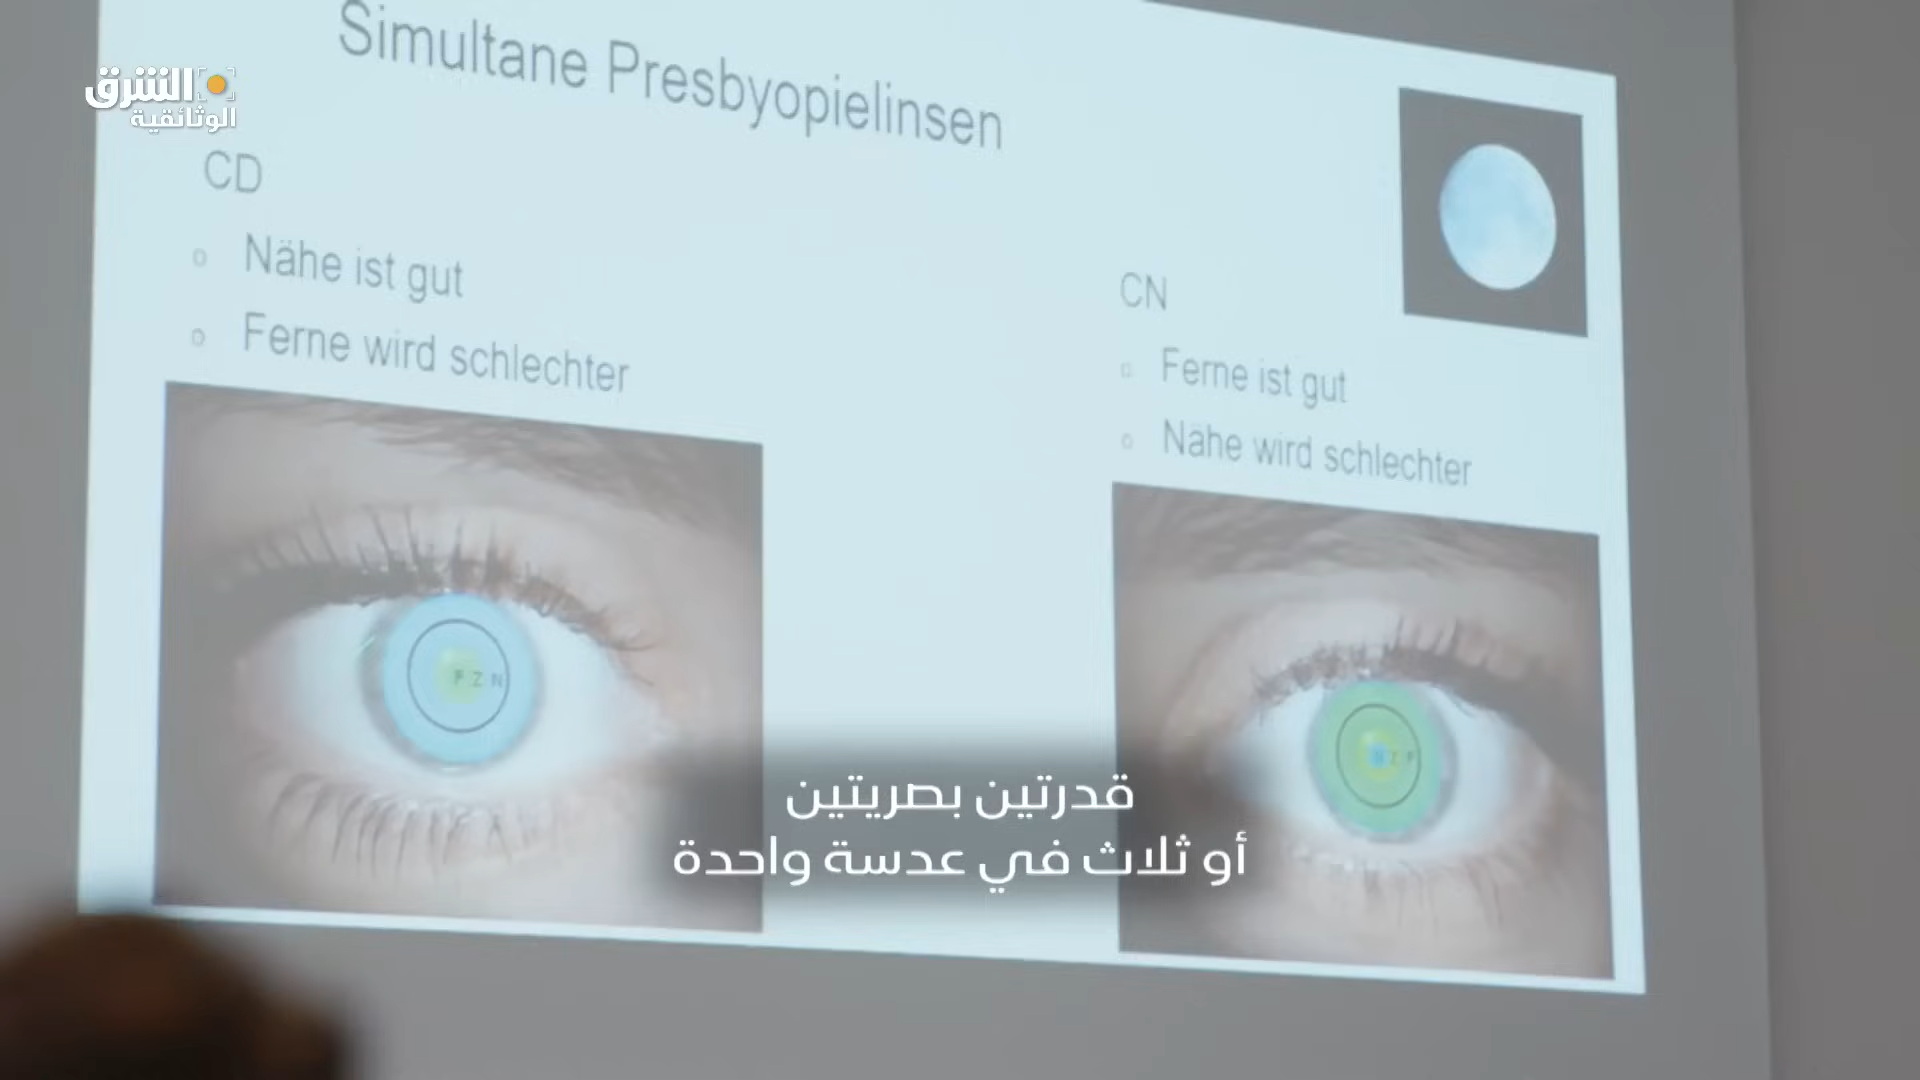 Simultane Presbyopielinsen
الشرق
الوثائقية
CD
o Nähe ist gut
o Ferne wird schlechter
CN
o Ferne ist gut
o Nähe wird schlechter
F Z N
N Z F
قدرتين بصريتين
أو ثلاث في عدسة واحدة